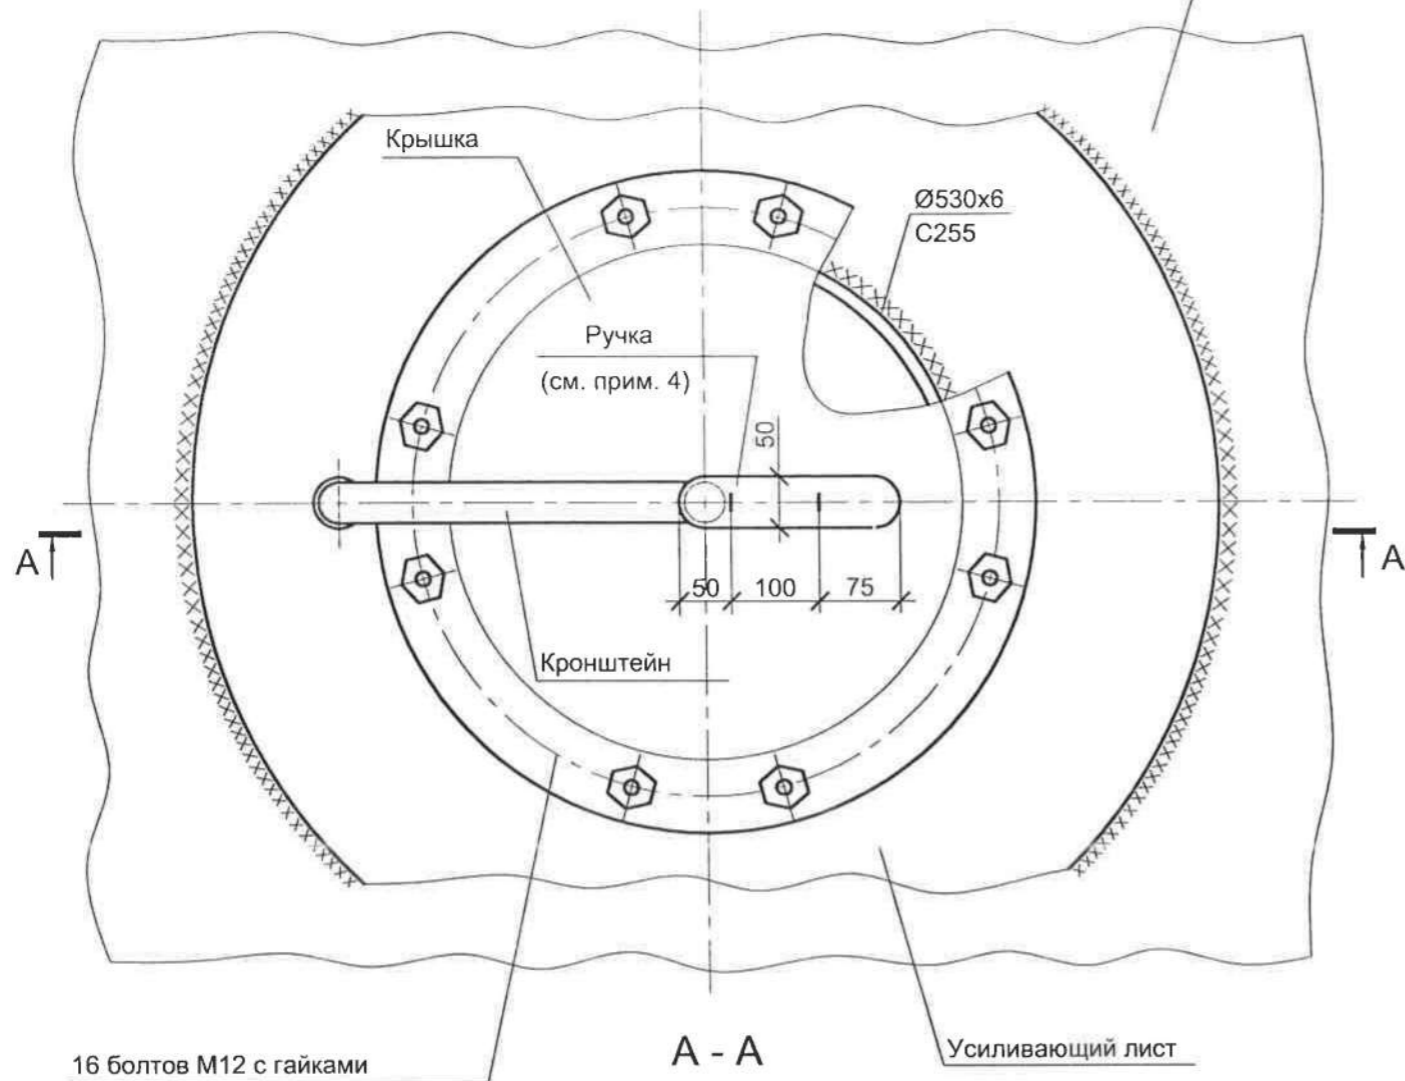 Крышка
Ø530х6
С255
Ручка
(см. прим. 4)
50
А
А
50
100
75
Кронштейн
А - А
Усиливающий лист
16 болтов М12 с гайками